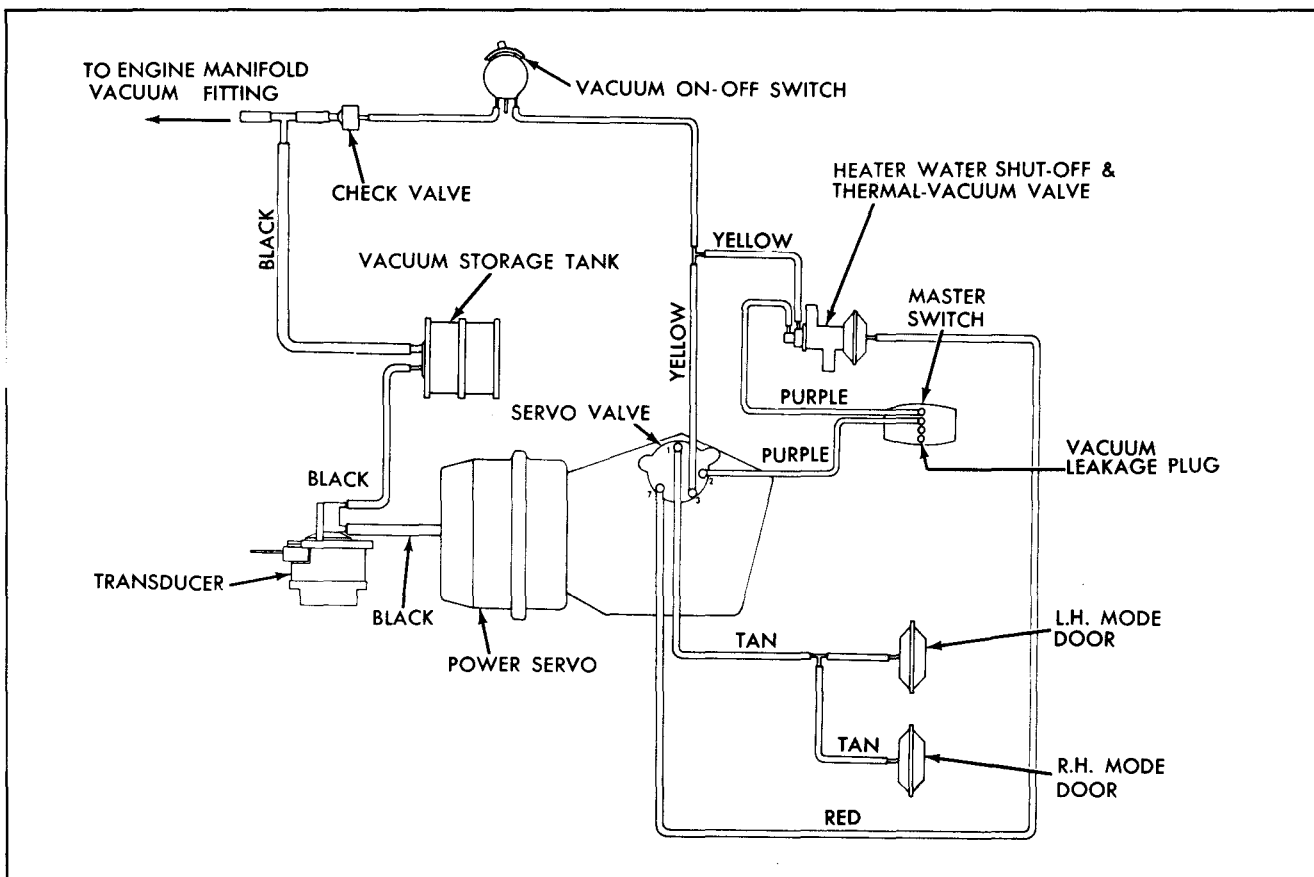 TO ENGINE MANIFOLD
VACUUM FITTING
VACUUM ON-OFF SWITCH
CHECK VALVE
HEATER WATER SHUT-OFF &
THERMAL-VACUUM VALVE
BLACK
YELLOW
VACUUM STORAGE TANK
MASTER
SWITCH
YELLOW
PURPLE
SERVO VALVE
PURPLE
VACUUM
LEAKAGE PLUG
1
2
7
3
BLACK
TRANSDUCER
BLACK
POWER SERVO
TAN
L.H. MODE
DOOR
TAN
R.H. MODE
DOOR
RED